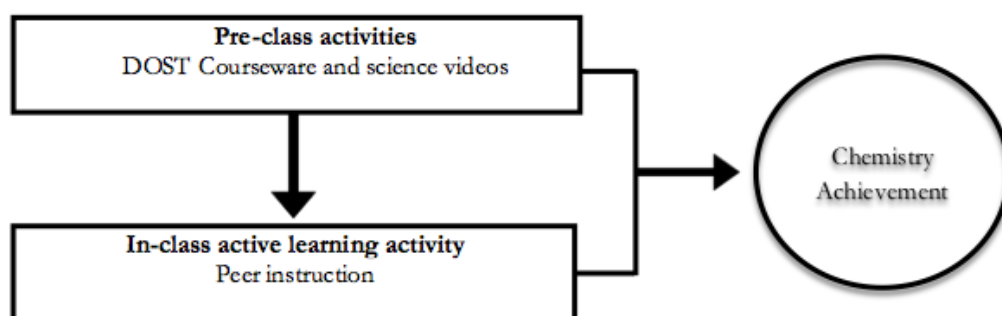 Pre-class activities
DOST Courseware and science videos
Chemistry
Achievement
In-class active learning activity
Peer instruction